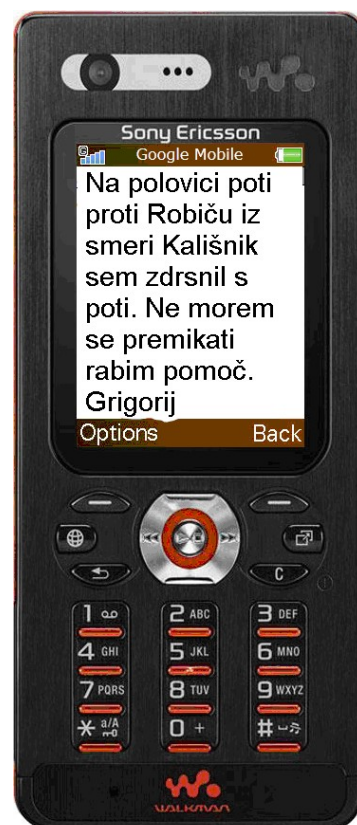 Sony Ericsson
Google Mobile
Na polovici poti
proti Robiču iz
smeri Kališnik
sem zdrsnil s
poti. Ne morem
se premikati
rabim pomoč.
Grigorij
Options Back
C
1 2 ABC 3 DEF
4 GHI 5 JKL 6 MNO
7 PQRS 8 TUV 9 WXYZ
* a/A 0 + #
WALKMAN